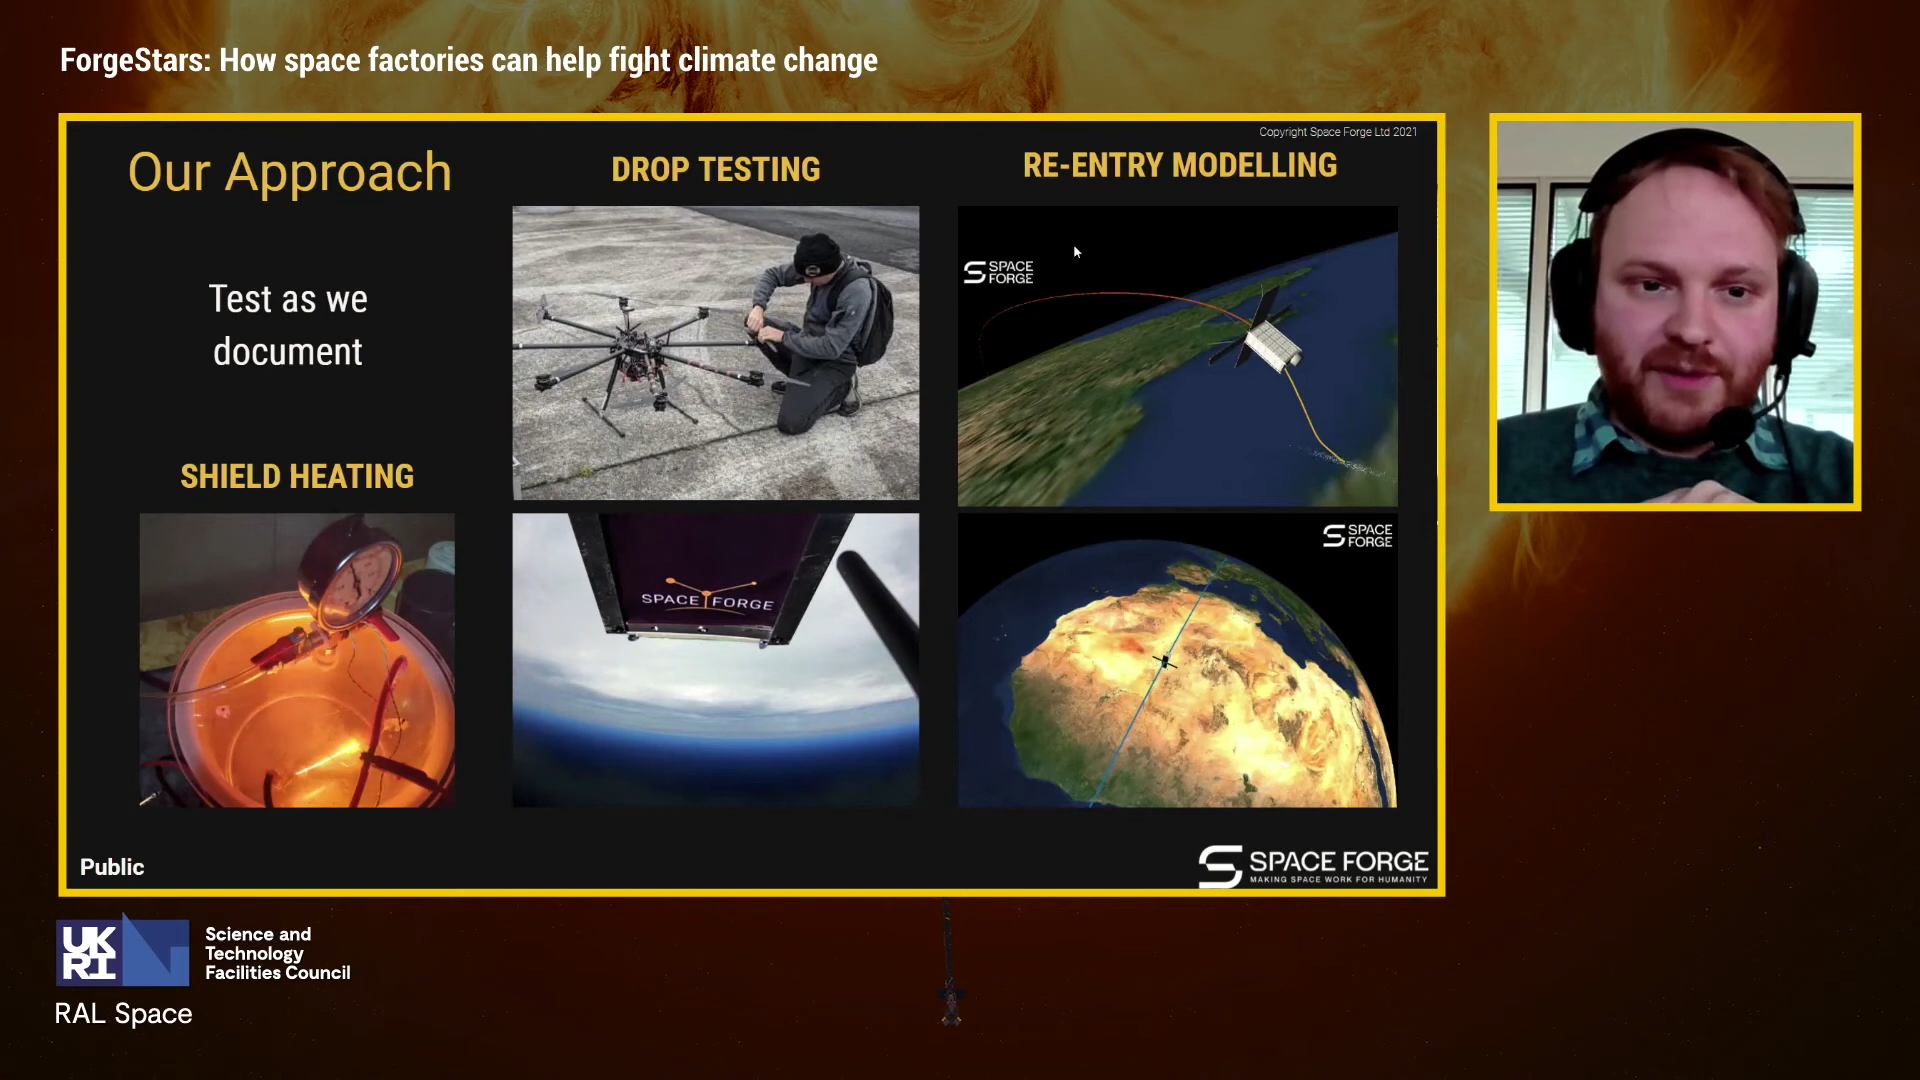 ForgeStars: How space factories can help fight climate change
Copyright Space Forge Ltd 2021
Our Approach
DROP TESTING
RE-ENTRY MODELLING
Test as we
document
SPACE
FORGE
SHIELD HEATING
SPACE FORGE
SPACE
FORGE
Public
SPACE FORGE
MAKING SPACE WORK FOR HUMANITY
UK
RI
Science and
Technology
Facilities Council
RAL Space